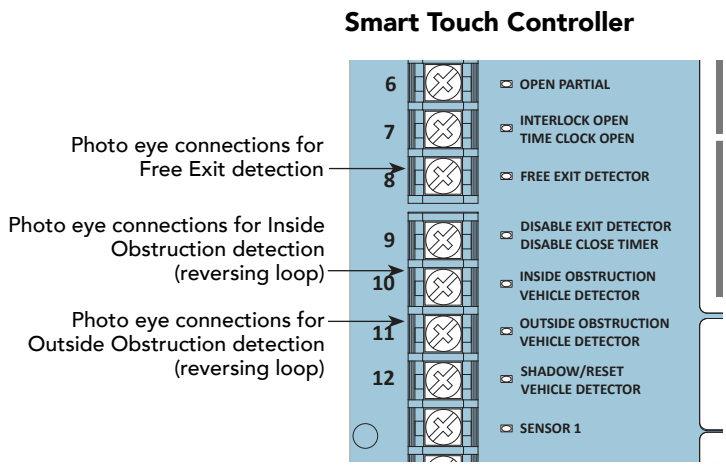 Smart Touch Controller
6
OPEN PARTIAL
7
INTERLOCK OPEN
TIME CLOCK OPEN
Photo eye connections for
Free Exit detection
8
FREE EXIT DETECTOR
Photo eye connections for Inside
Obstruction detection
(reversing loop)
9
DISABLE EXIT DETECTOR
DISABLE CLOSE TIMER
10
INSIDE OBSTRUCTION
VEHICLE DETECTOR
Photo eye connections for
Outside Obstruction detection
(reversing loop)
11
OUTSIDE OBSTRUCTION
VEHICLE DETECTOR
12
SHADOW/RESET
VEHICLE DETECTOR
SENSOR 1